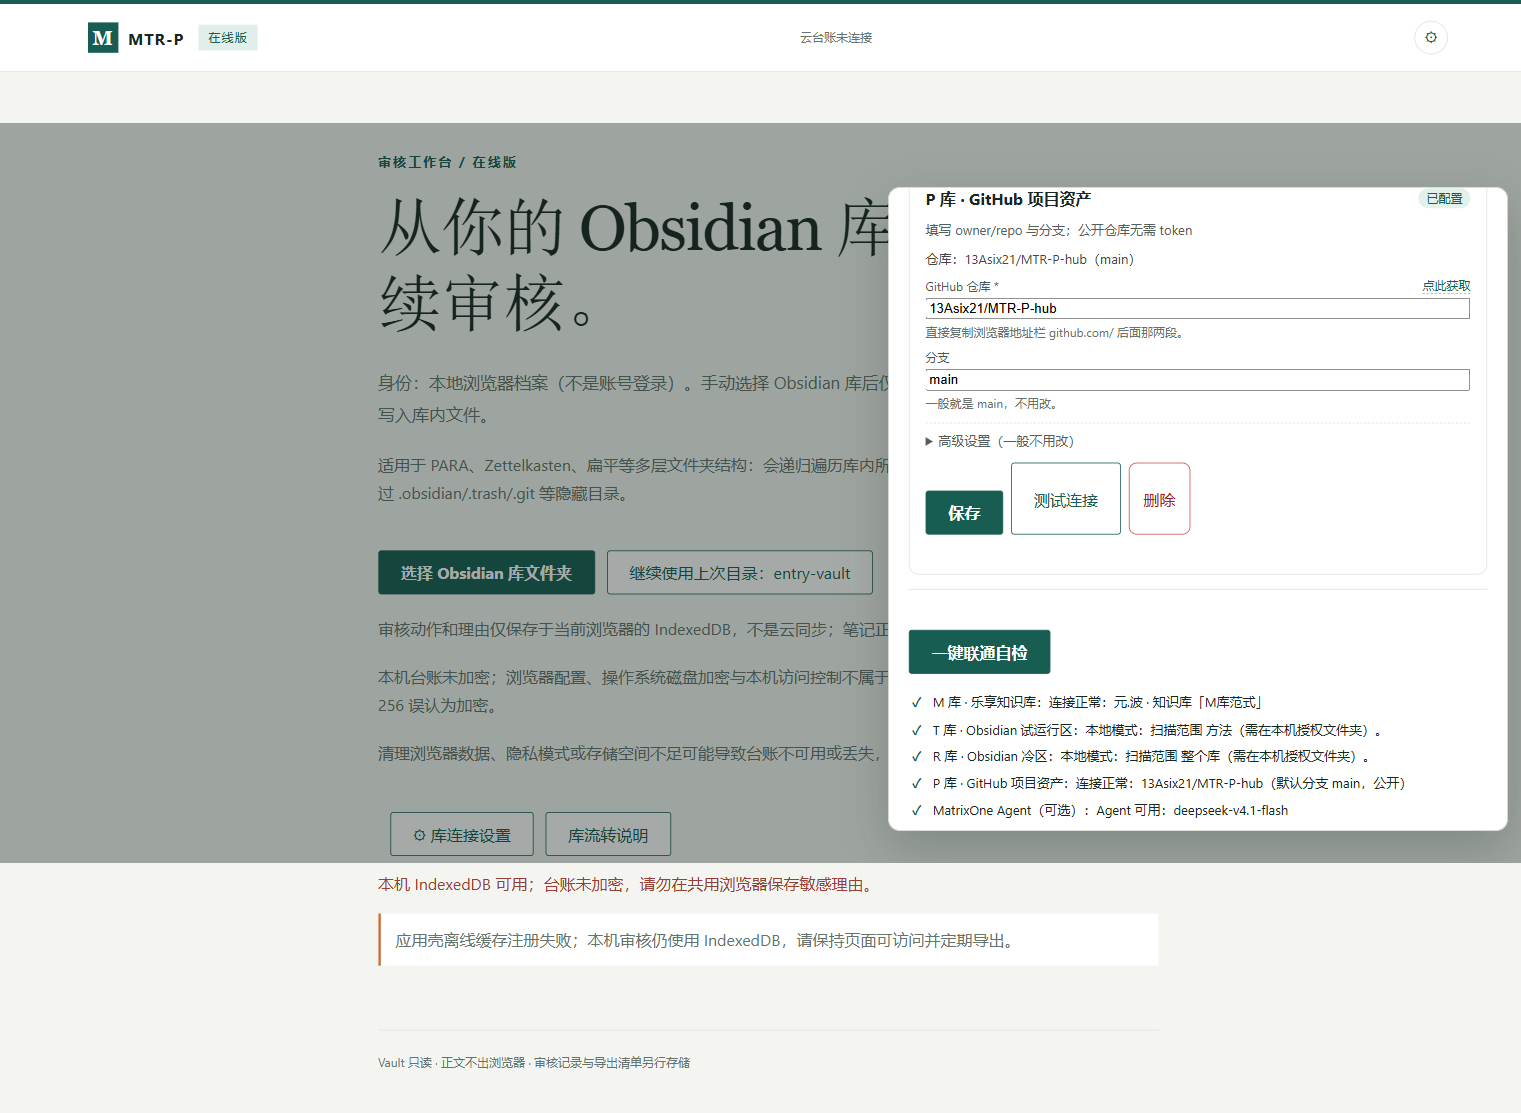 M MTR-P 在线版
云台账未连接
审核工作台 / 在线版
从你的 Obsidian 库
续审核。
身份：本地浏览器档案（不是账号登录）。手动选择 Obsidian 库后仅
写入库内文件。
适用于 PARA、Zettelkasten、扁平等多层文件夹结构：会递归遍历库内所
过 .obsidian/.trash/.git 等隐藏目录。
选择 Obsidian 库文件夹
继续使用上次目录：entry-vault
审核动作和理由仅保存于当前浏览器的 IndexedDB，不是云同步；笔记正
本机台账未加密；浏览器配置、操作系统磁盘加密与本机访问控制不属于
256 误认为加密。
清理浏览器数据、隐私模式或存储空间不足可能导致台账不可用或丢失，
⚙ 库连接设置
库流转说明
本机 IndexedDB 可用；台账未加密，请勿在共用浏览器保存敏感理由。
应用壳离线缓存注册失败；本机审核仍使用 IndexedDB，请保持页面可访问并定期导出。
Vault 只读 · 正文不出浏览器 · 审核记录与导出清单另行存储
P 库 · GitHub 项目资产
已配置
填写 owner/repo 与分支；公开仓库无需 token
仓库：13Asix21/MTR-P-hub（main）
GitHub 仓库 *
点此获取
13Asix21/MTR-P-hub
直接复制浏览器地址栏 github.com/ 后面那两段。
分支
main
一般就是 main，不用改。
▶ 高级设置（一般不用改）
保存
测试连接
删除
一键联通自检
✓ M 库 · 乐享知识库：连接正常：元.波 · 知识库「M库范式」
✓ T 库 · Obsidian 试运行区：本地模式：扫描范围 方法（需在本机授权文件夹）。
✓ R 库 · Obsidian 冷区：本地模式：扫描范围 整个库（需在本机授权文件夹）。
✓ P 库 · GitHub 项目资产：连接正常：13Asix21/MTR-P-hub（默认分支 main，公开）
✓ MatrixOne Agent（可选）：Agent 可用：deepseek-v4.1-flash